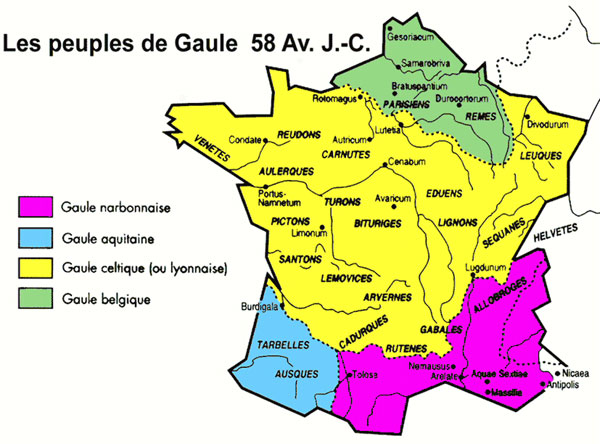 Les peuples de Gaule 58 Av. J.-C.
Gesoriacum
Samarobriva
Bratuspantium
PARISIENS
Durocortorum
REMES
Rotomagus
Lutetia
Divodurum
VENETES
Condate
REUDONS
Autricum
CARNUTES
LEUQUES
AULERQUES
Cenabum
Portus-
Namnetum
TURONS
Avaricum
EDUENS
PICTONS
Limonum
BITURIGES
LIGNONS
SEQUANES
HELVETES
SANTONS
LEMOVICES
Lugdunum
ALLOBROGES
ARVERNES
Burdigala
CADURQUES
GABALES
RUTENES
TARBELLES
AUSQUES
Tolosa
Nemausus
Arelate
Aquae Sextiae
Massilia
Nicaea
Antipolis
Gaule narbonnaise
Gaule aquitaine
Gaule celtique (ou lyonnaise)
Gaule belgique